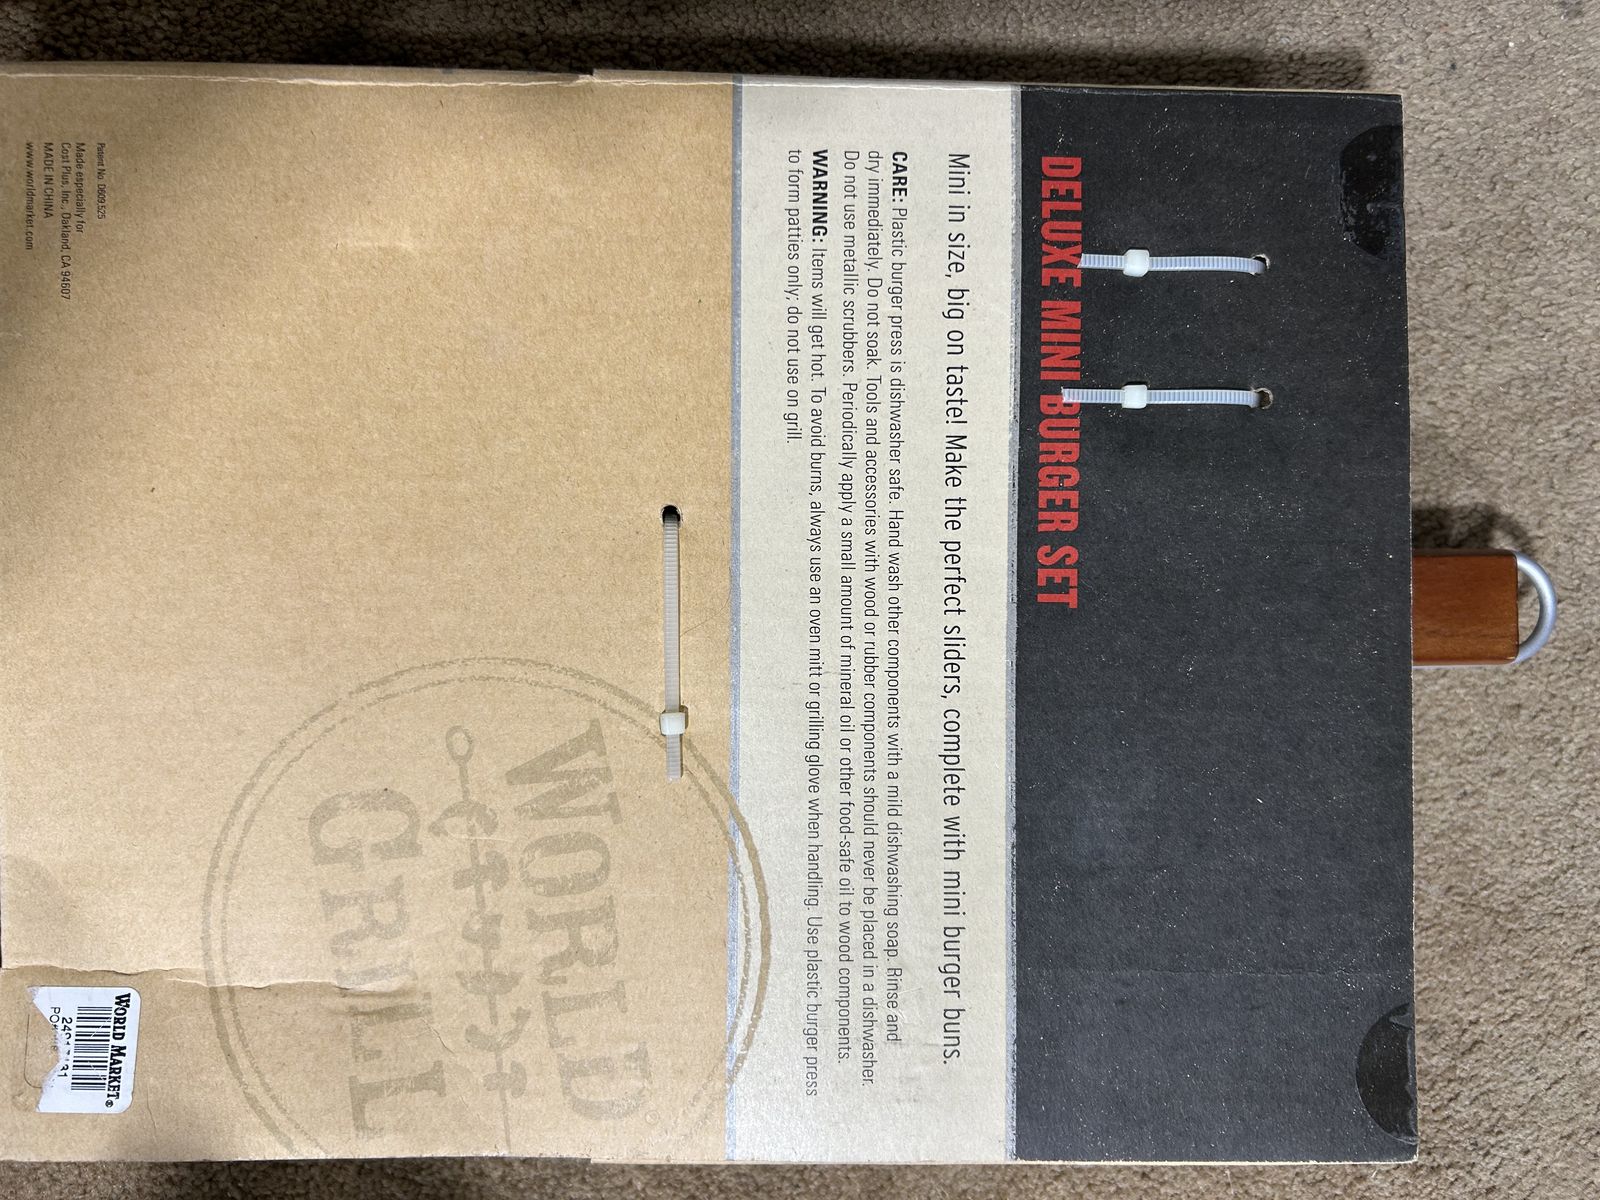 DELUXE MINI BURGER SET
Mini in size, big on taste! Make the perfect sliders, complete with mini burger buns.
CARE: Plastic burger press is dishwasher safe. Hand wash other components with a mild dishwashing soap. Rinse and
dry immediately. Do not soak. Tools and accessories with wood or rubber components should never be placed in a dishwasher.
Do not use metallic scrubbers. Periodically apply a small amount of mineral oil or other food-safe oil to wood components.
WARNING: Items will get hot. To avoid burns, always use an oven mitt or grilling glove when handling. Use plastic burger press
to form patties only; do not use on grill.
WORLD
GRILL
Patent No. D609525
Made especially for
Cost Plus, Inc., Oakland, CA 94607
MADE IN CHINA
www.worldmarket.com
WORLD MARKET®